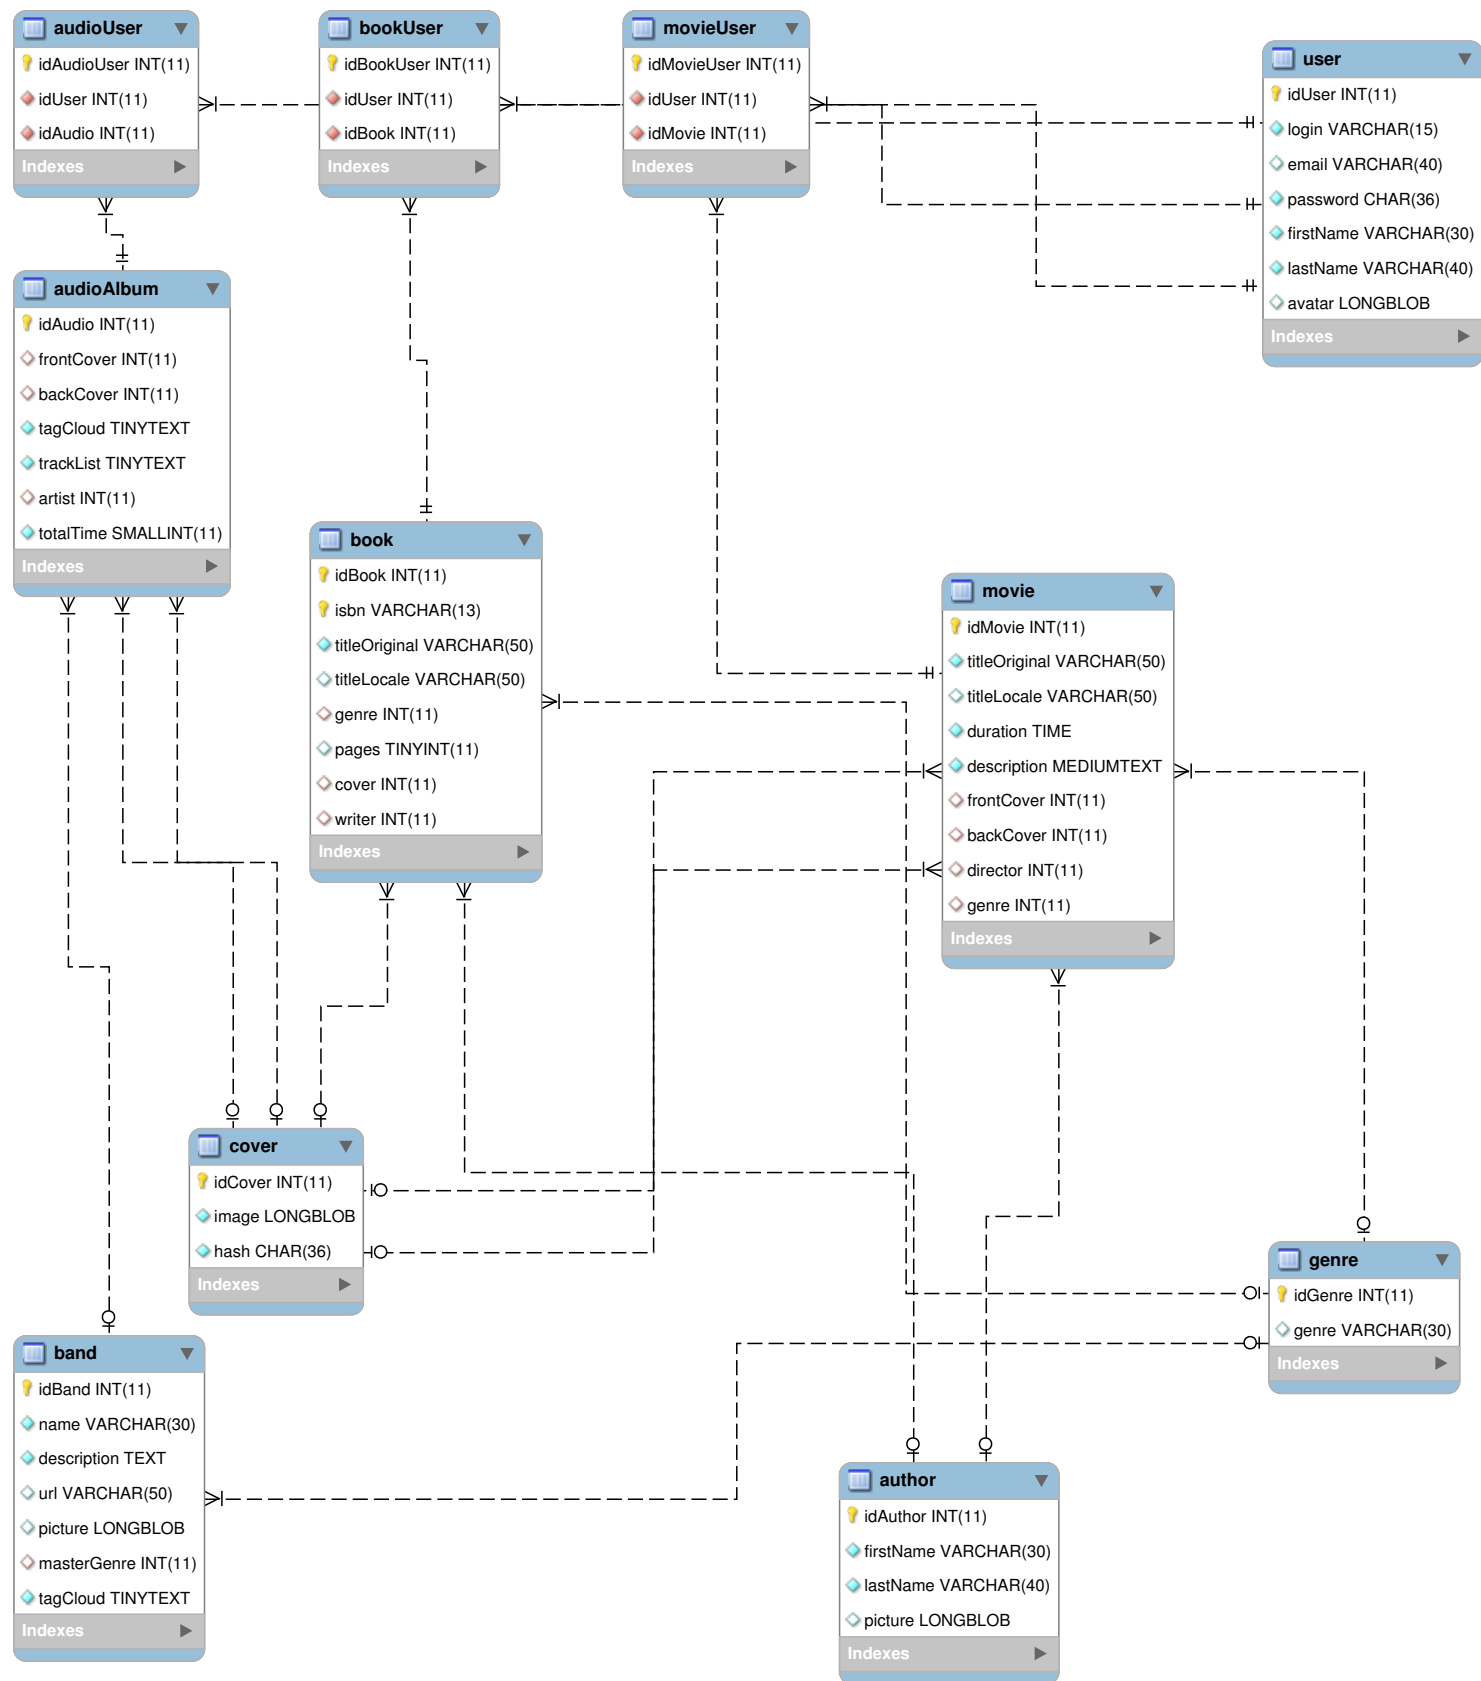 audioUser
idAudioUser INT(11)
idUser INT(11)
idAudio INT(11)
Indexes
bookUser
idBookUser INT(11)
idUser INT(11)
idBook INT(11)
Indexes
movieUser
idMovieUser INT(11)
idUser INT(11)
idMovie INT(11)
Indexes
user
idUser INT(11)
login VARCHAR(15)
email VARCHAR(40)
password CHAR(36)
firstName VARCHAR(30)
lastName VARCHAR(40)
avatar LONGBLOB
Indexes
audioAlbum
idAudio INT(11)
frontCover INT(11)
backCover INT(11)
tagCloud TINYTEXT
trackList TINYTEXT
artist INT(11)
totalTime SMALLINT(11)
Indexes
book
idBook INT(11)
isbn VARCHAR(13)
titleOriginal VARCHAR(50)
titleLocale VARCHAR(50)
genre INT(11)
pages TINYINT(11)
cover INT(11)
writer INT(11)
Indexes
movie
idMovie INT(11)
titleOriginal VARCHAR(50)
titleLocale VARCHAR(50)
duration TIME
description MEDIUMTEXT
frontCover INT(11)
backCover INT(11)
director INT(11)
genre INT(11)
Indexes
cover
idCover INT(11)
image LONGBLOB
hash CHAR(36)
Indexes
genre
idGenre INT(11)
genre VARCHAR(30)
Indexes
band
idBand INT(11)
name VARCHAR(30)
description TEXT
url VARCHAR(50)
picture LONGBLOB
masterGenre INT(11)
tagCloud TINYTEXT
Indexes
author
idAuthor INT(11)
firstName VARCHAR(30)
lastName VARCHAR(40)
picture LONGBLOB
Indexes